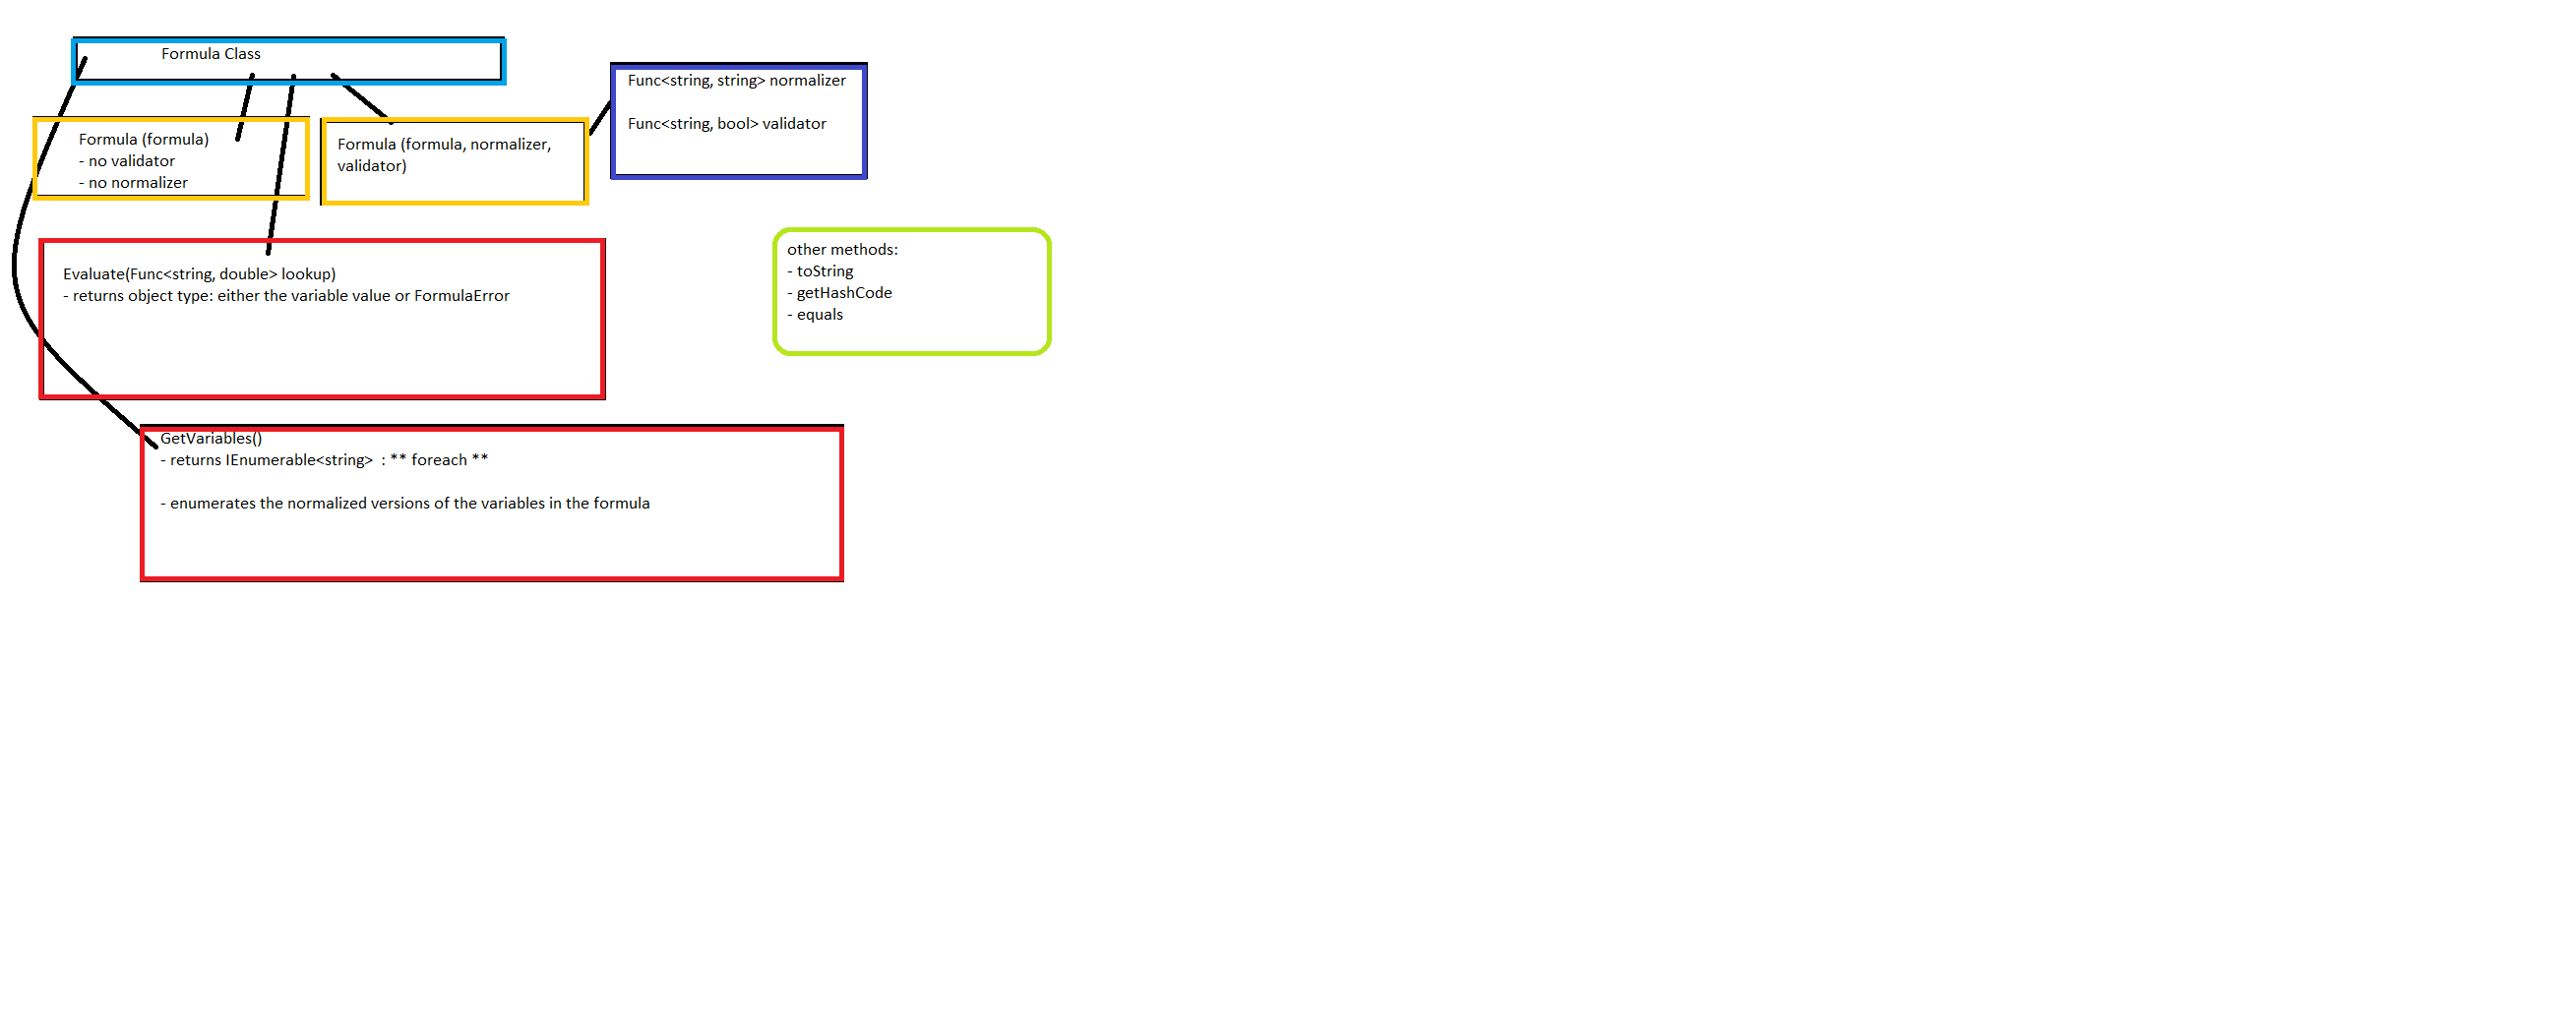 Formula Class
Func<string, string> normalizer
Func<string, bool> validator
Formula (formula)
- no validator
- no normalizer
Formula (formula, normalizer,
validator)
other methods:
- toString
- getHashCode
- equals
Evaluate(Func<string, double> lookup)
- returns object type: either the variable value or FormulaError
GetVariables()
- returns IEnumerable<string>  : ** foreach **
- enumerates the normalized versions of the variables in the formula